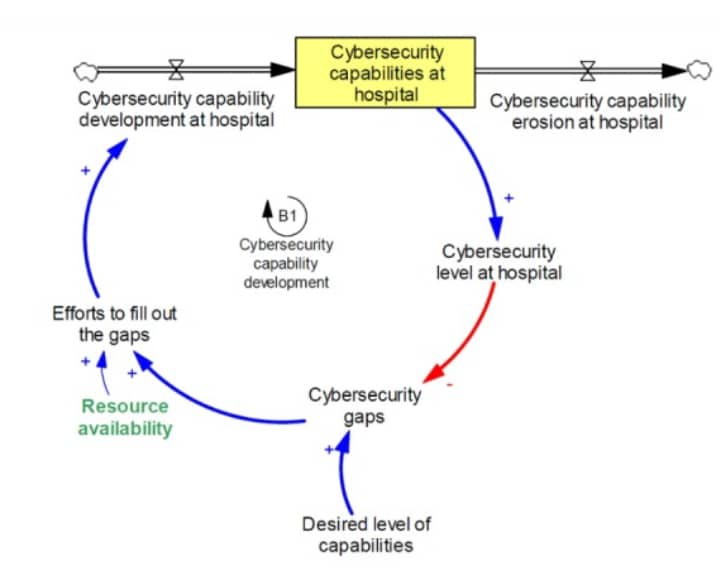 Cybersecurity
capabilities at
hospital
Cybersecurity capability
development at hospital
Cybersecurity capability
erosion at hospital
+
+
B1
Cybersecurity
capability
development
Cybersecurity
level at hospital
Efforts to fill out
the gaps
+
+
-
Resource
availability
Cybersecurity
gaps
+
Desired level of
capabilities